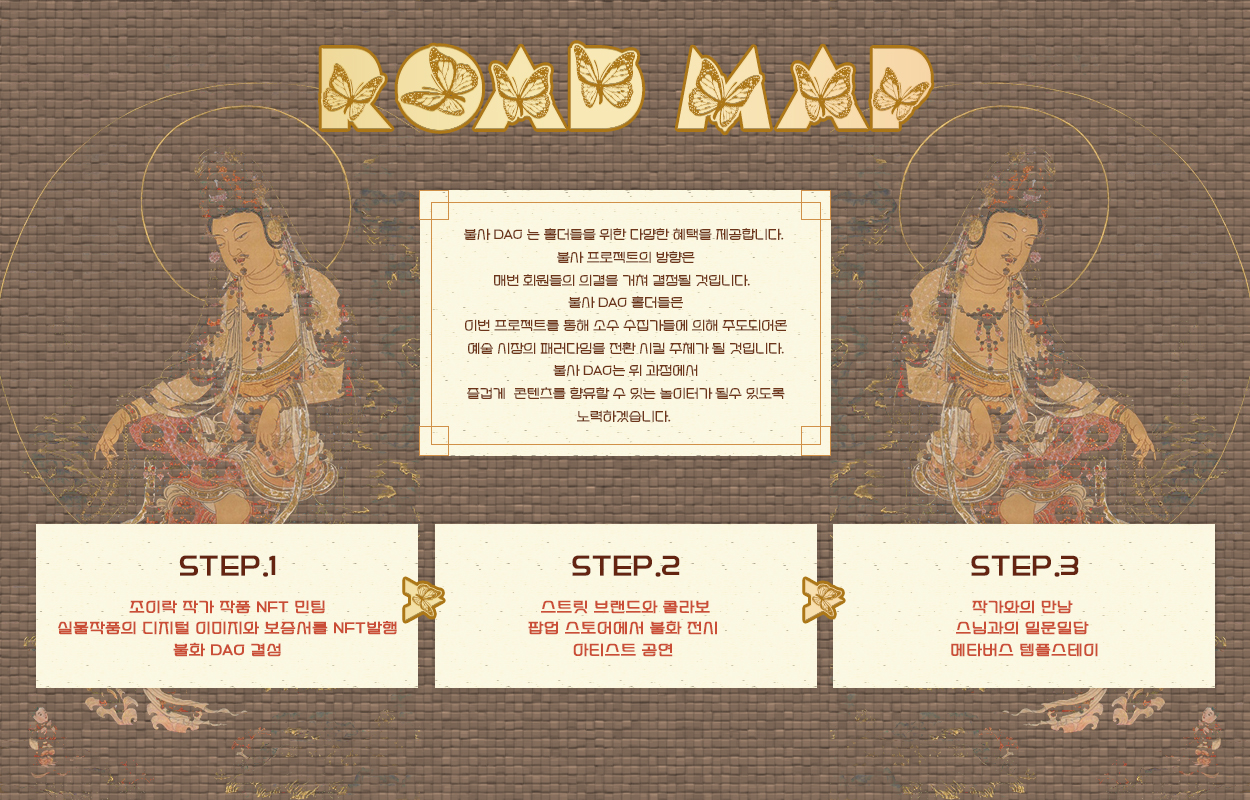 ROAD MAP
불사 DAO 는 홀더들을 위한 다양한 혜택을 제공합니다.
불사 프로젝트의 방향은
매번 회원들의 의결을 거쳐 결정될 것입니다.
불사 DAO 홀더들은
이번 프로젝트를 통해 소수 수집가들에 의해 주도되어온
예술 시장의 패러다임을 전환 시킬 주체가 될 것입니다.
불사 DAO는 위 과정에서
즐겁게 콘텐츠를 향유할 수 있는 놀이터가 될수 있도록
노력하겠습니다.
STEP.1
조이락 작가 작품 NFT 민팅
실물작품의 디지털 이미지와 보증서를 NFT발행
불화 DAO 결성
STEP.2
스트릿 브랜드와 콜라보
팝업 스토어에서 불화 전시
아티스트 공연
STEP.3
작가와의 만남
스님과의 일문일답
메타버스 템플스테이